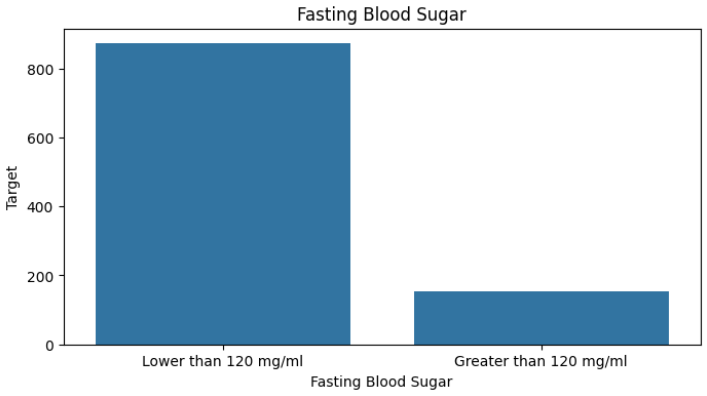 Fasting Blood Sugar
Target
800
600
400
200
0
Lower than 120 mg/ml
Greater than 120 mg/ml
Fasting Blood Sugar